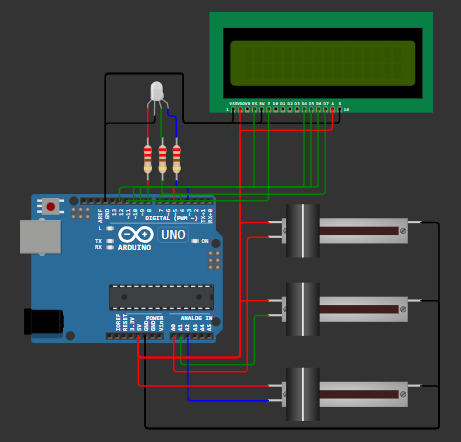 VSS VDD V0 RS RW E D0 D1 D2 D3 D4 D5 D6 D7 A K
1 16
AREF
GND
13
12
~11
~10
~9
8
7
~6
~5
4
~3
2
TX→1
RX←0
DIGITAL (PWM ~)
L
TX
RX
UNO
ON
ARDUINO
POWER
ANALOG IN
IOREF
RESET
3.3V
5V
GND
GND
Vin
A0
A1
A2
A3
A4
A5